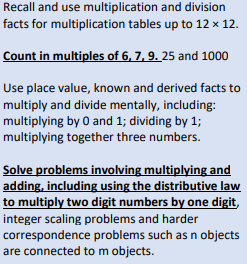 Recall and use multiplication and division
facts for multiplication tables up to 12 × 12.
Count in multiples of 6, 7, 9. 25 and 1000
Use place value, known and derived facts to
multiply and divide mentally, including:
multiplying by 0 and 1; dividing by 1;
multiplying together three numbers.
Solve problems involving multiplying and
adding, including using the distributive law
to multiply two digit numbers by one digit,
integer scaling problems and harder
correspondence problems such as n objects
are connected to m objects.